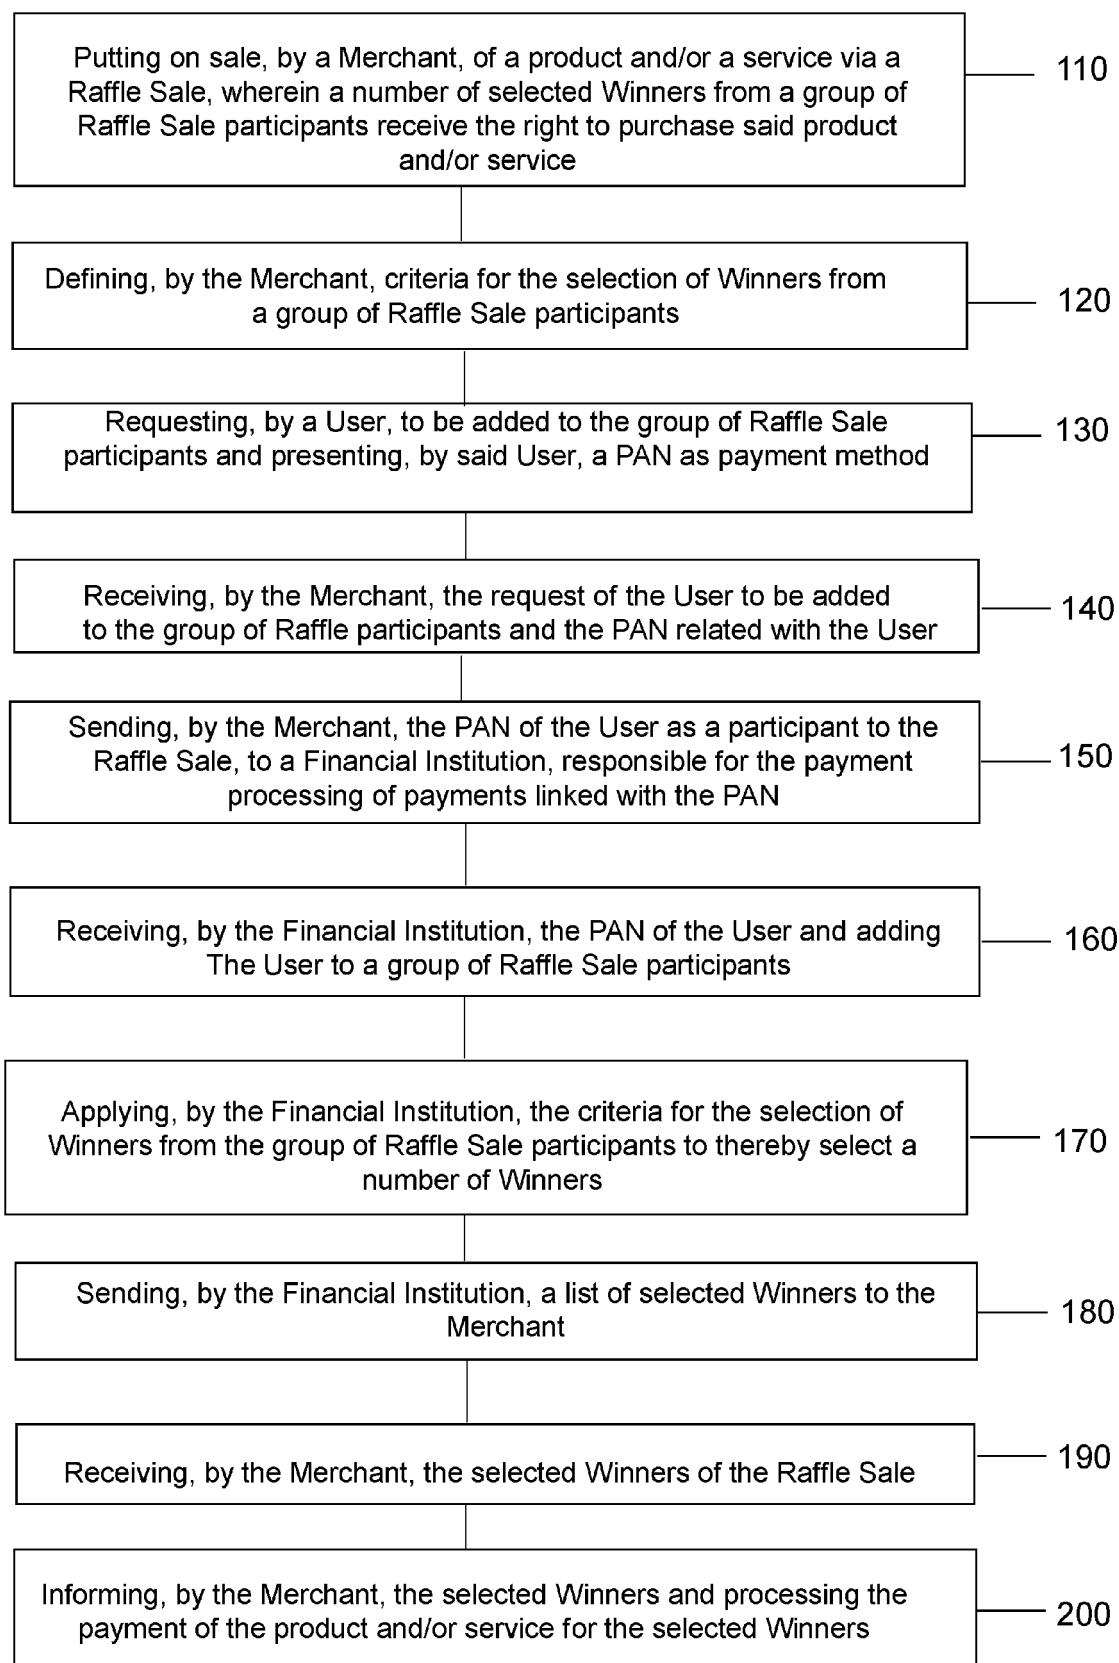 Putting on sale, by a Merchant, of a product and/or a service via a
Raffle Sale, wherein a number of selected Winners from a group of
Raffle Sale participants receive the right to purchase said product
and/or service
110
Defining, by the Merchant, criteria for the selection of Winners from
a group of Raffle Sale participants
120
Requesting, by a User, to be added to the group of Raffle Sale
participants and presenting, by said User, a PAN as payment method
130
Receiving, by the Merchant, the request of the User to be added
to the group of Raffle participants and the PAN related with the User
140
Sending, by the Merchant, the PAN of the User as a participant to the
Raffle Sale, to a Financial Institution, responsible for the payment
processing of payments linked with the PAN
150
Receiving, by the Financial Institution, the PAN of the User and adding
The User to a group of Raffle Sale participants
160
Applying, by the Financial Institution, the criteria for the selection of
Winners from the group of Raffle Sale participants to thereby select a
number of Winners
170
Sending, by the Financial Institution, a list of selected Winners to the
Merchant
180
Receiving, by the Merchant, the selected Winners of the Raffle Sale
190
Informing, by the Merchant, the selected Winners and processing the
payment of the product and/or service for the selected Winners
200